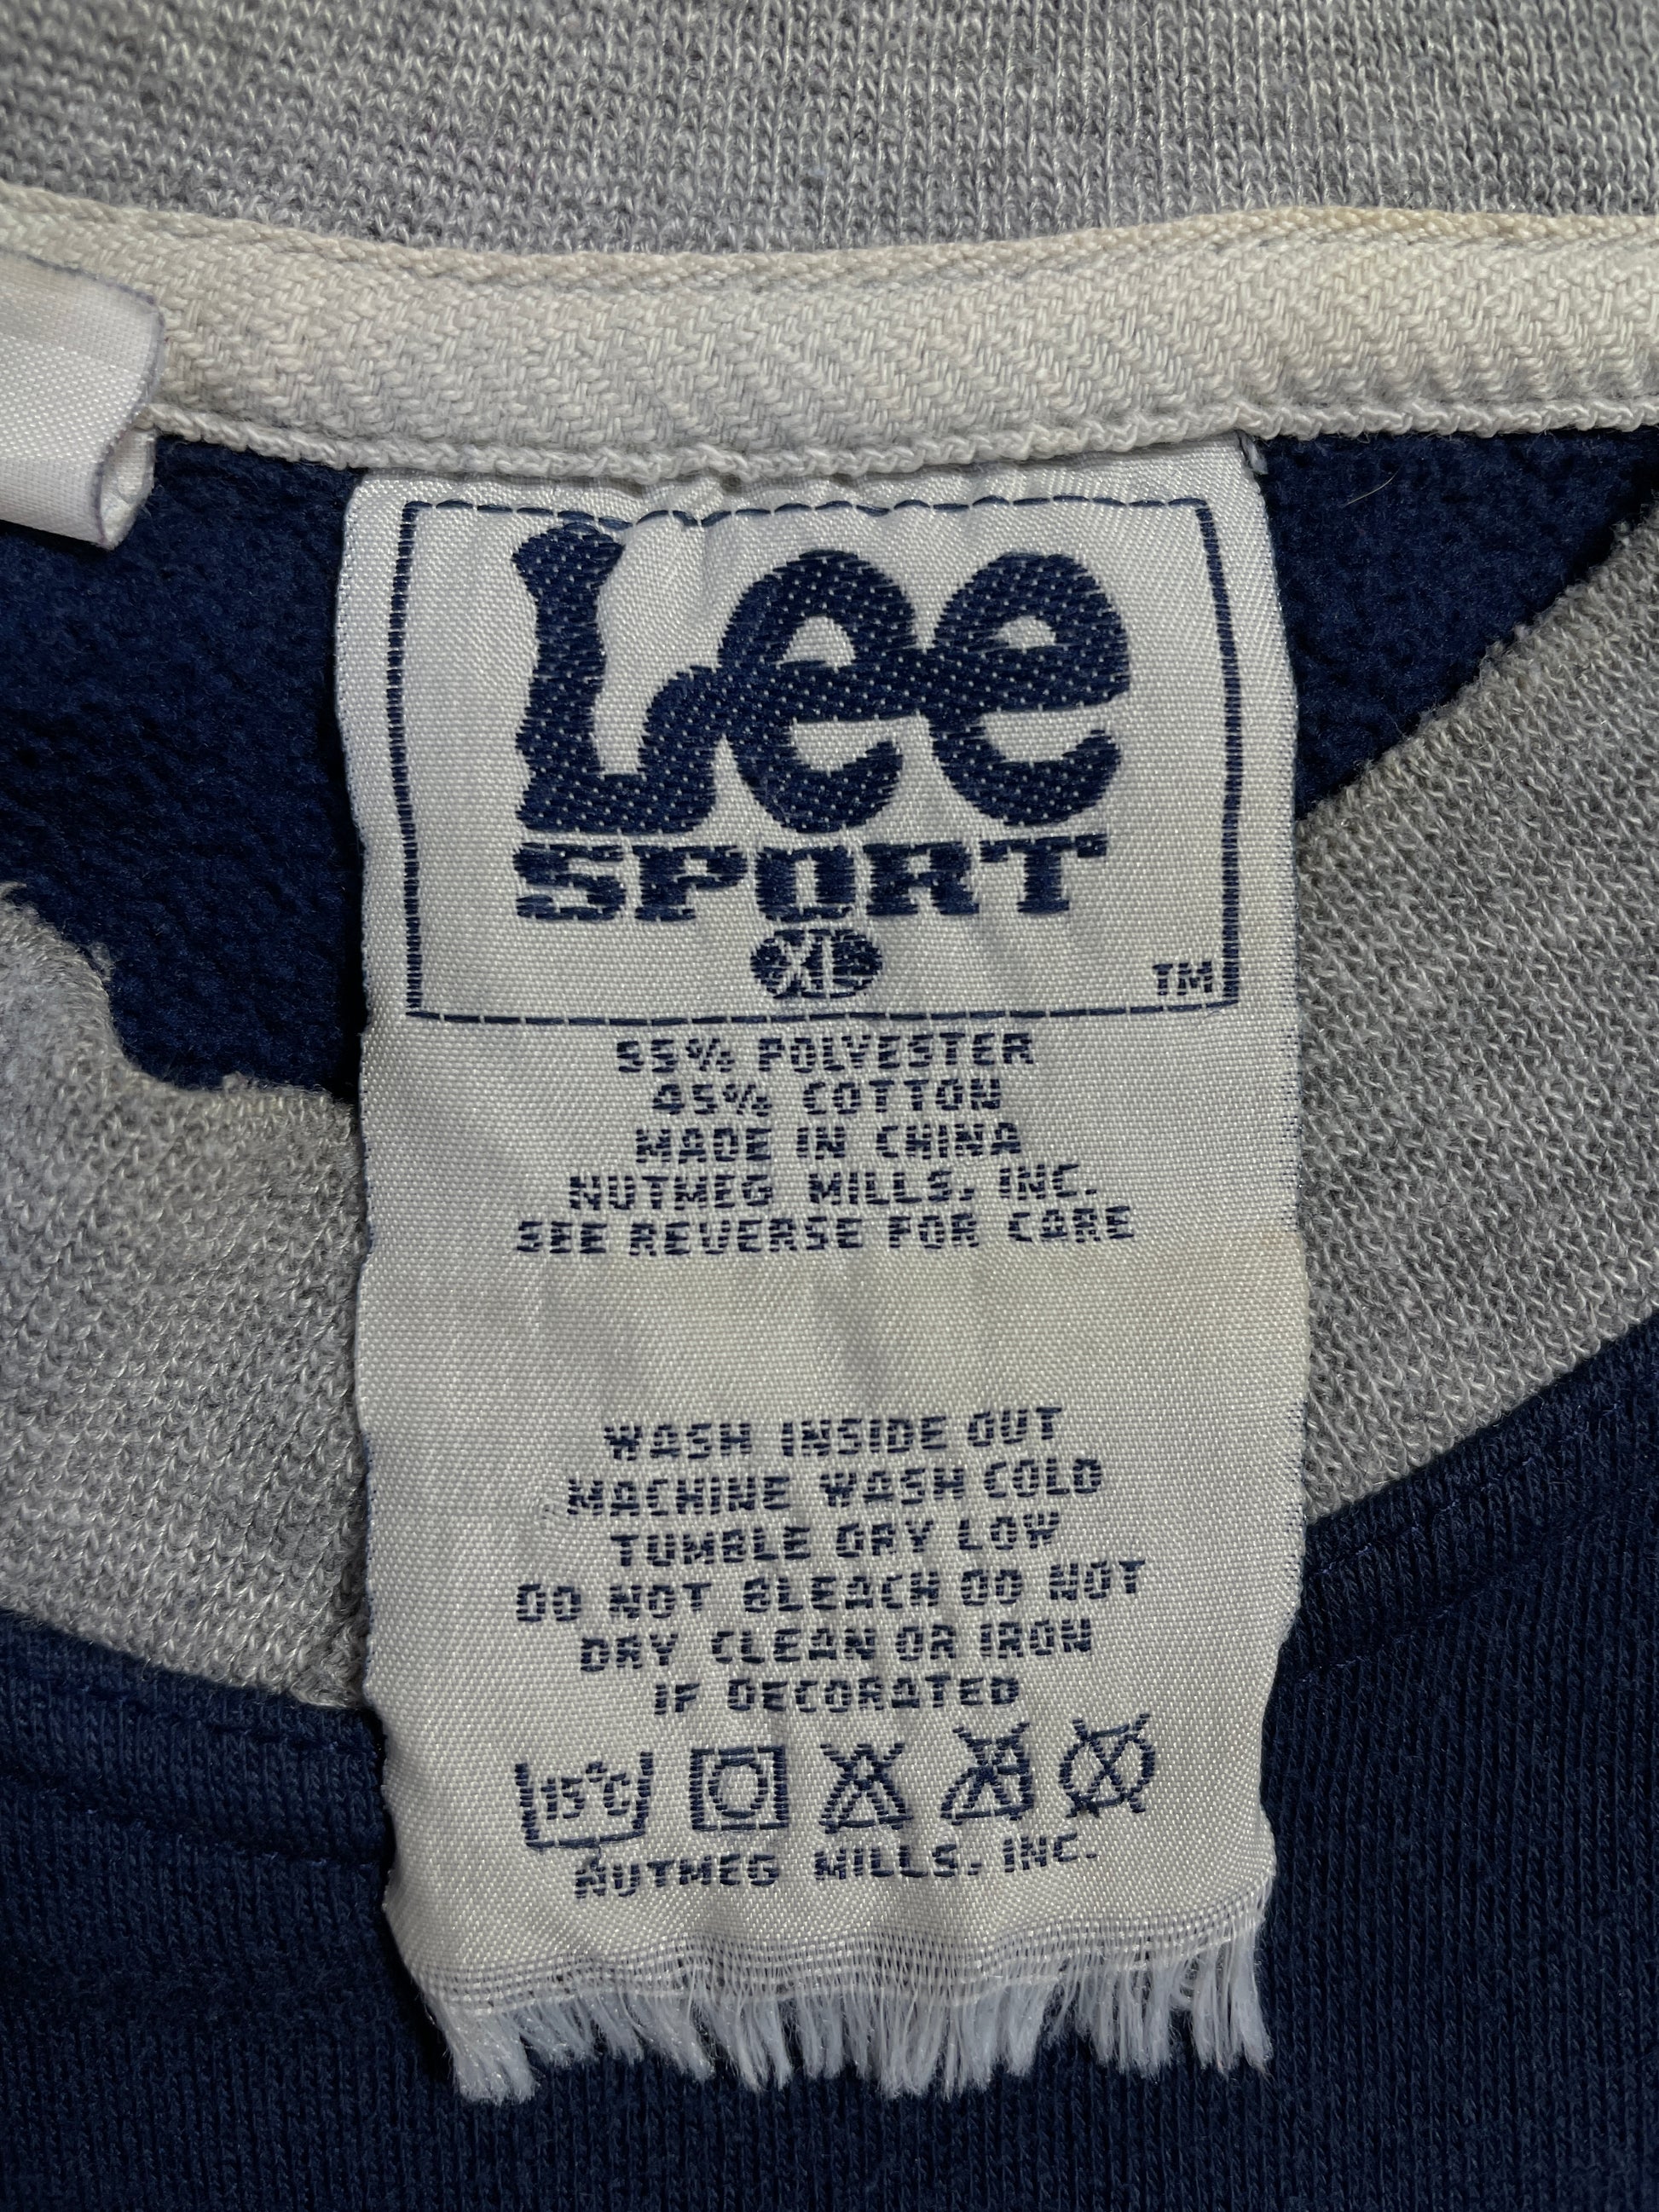 Lee
SPORT
XL
TM
55% POLYESTER
45% COTTON
MADE IN CHINA
NUTMEG MILLS, INC.
SEE REVERSE FOR CARE
WASH INSIDE OUT
MACHINE WASH COLD
TUMBLE DRY LOW
DO NOT BLEACH DO NOT
DRY CLEAN OR IRON
IF DECORATED
15°C
NUTMEG MILLS, INC.